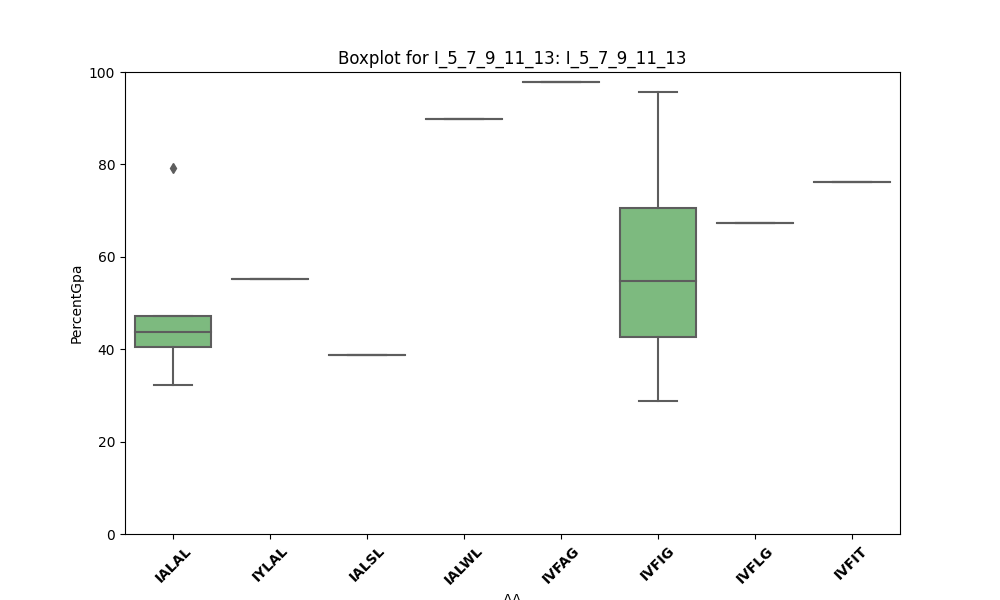 Boxplot for I_5_7_9_11_13: I_5_7_9_11_13
PercentGpa
100
80
60
40
20
0
IALAL
IYLAL
IALSL
IALWL
IVFAG
IVFIG
IVFLG
IVFIT
AA